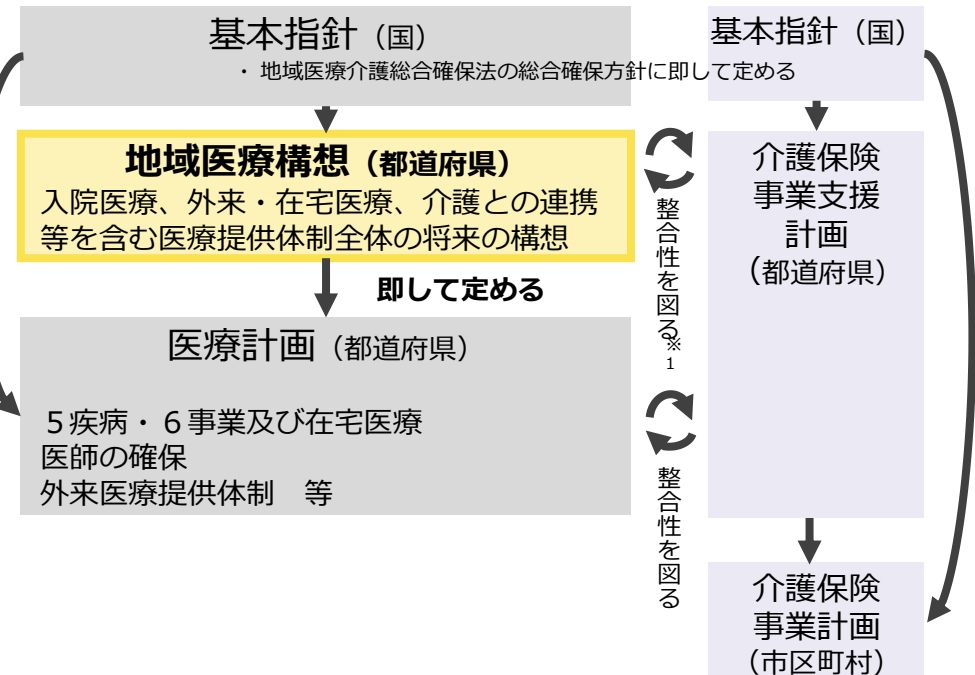 基本指針（国）
・ 地域医療介護総合確保法の総合確保方針に即して定める
地域医療構想（都道府県）
入院医療、外来・在宅医療、介護との連携
等を含む医療提供体制全体の将来の構想
即して定める
医療計画（都道府県）
５疾病・６事業及び在宅医療
医師の確保
外来医療提供体制　等
整合性を図る※1
整合性を図る
基本指針（国）
介護保険
事業支援
計画
（都道府県）
介護保険
事業計画
（市区町村）